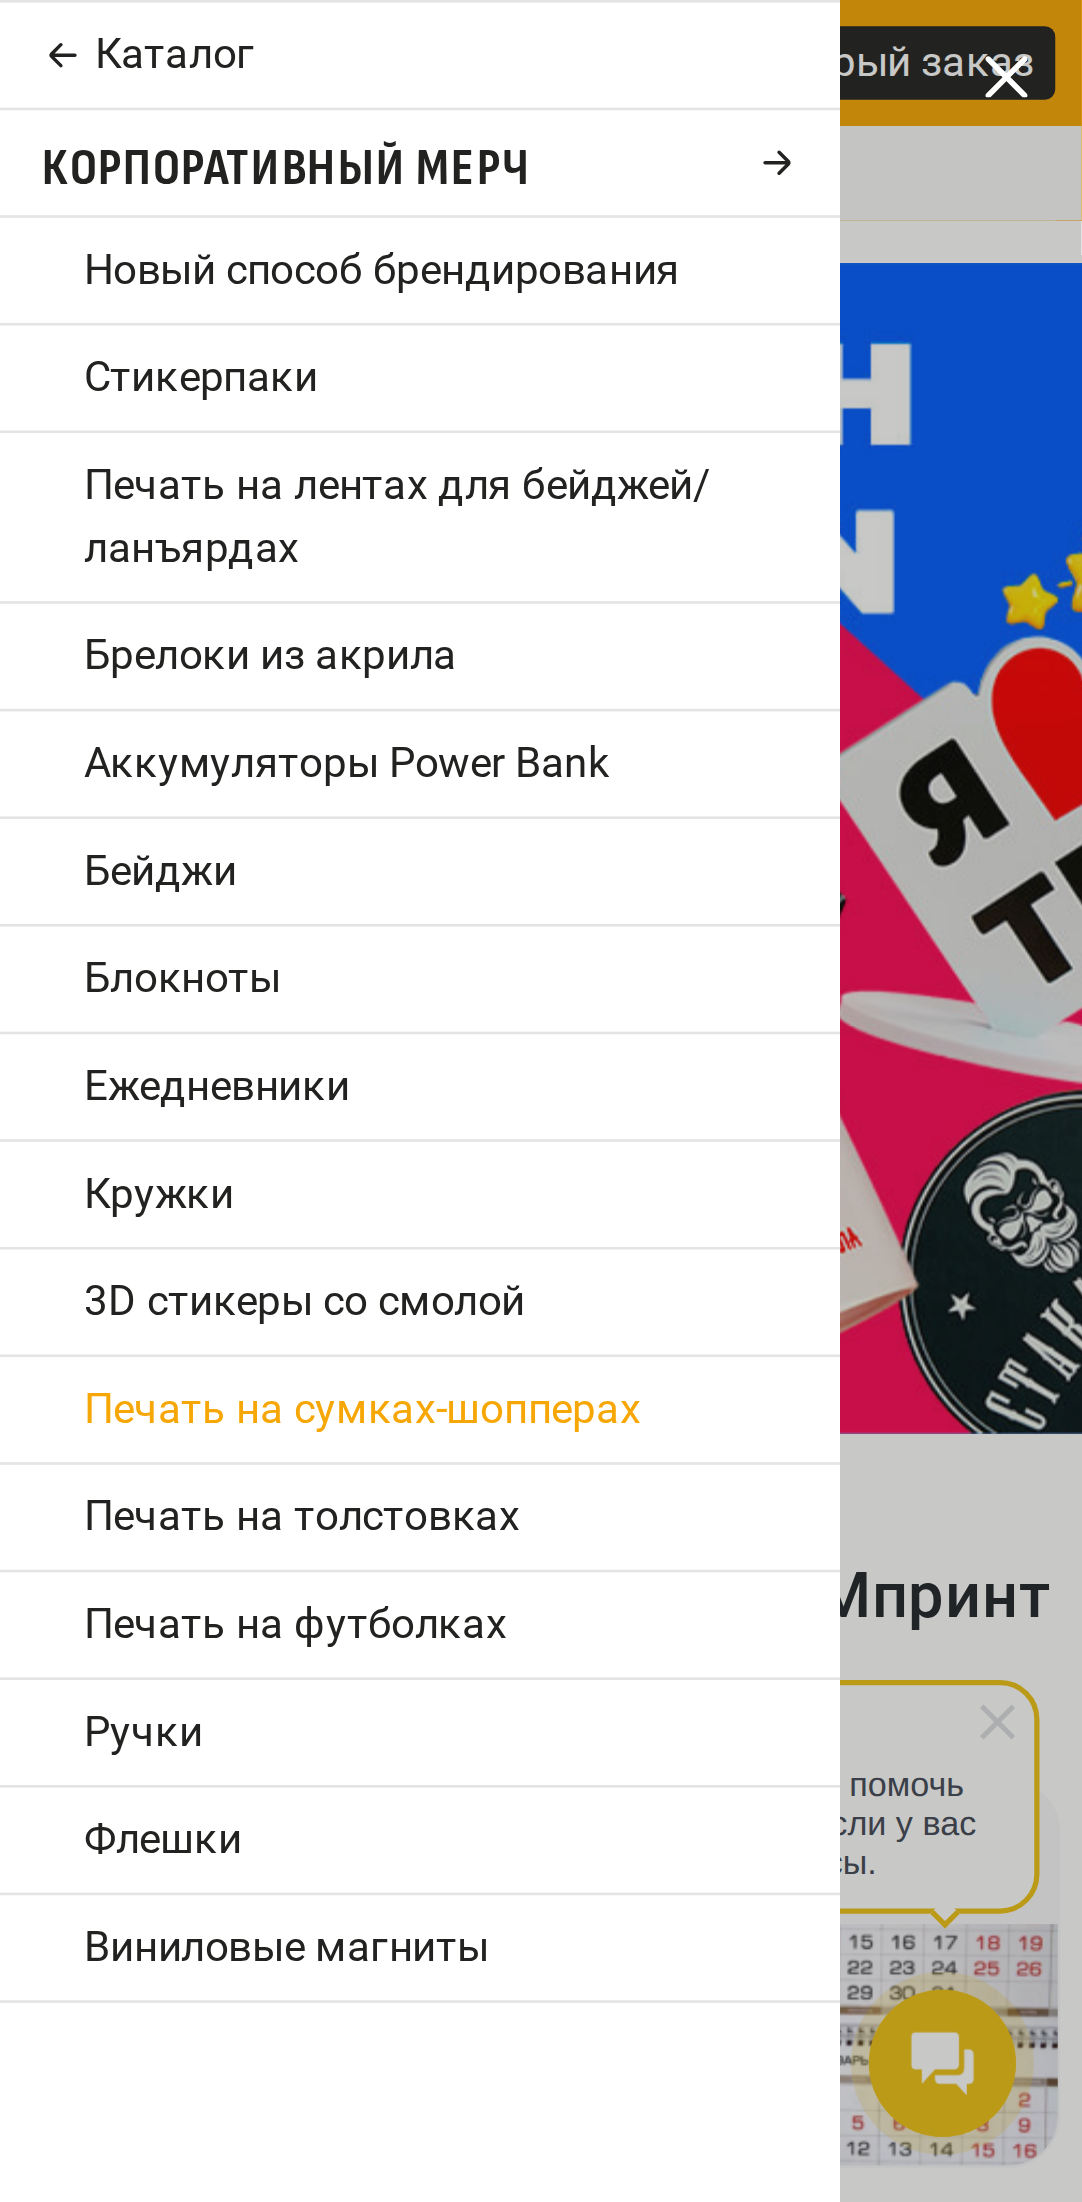 Каталог
заказ
КОРПОРАТИВНЫЙ МЕРЧ
Новый способ брендирования
Стикерпаки
Печать на лентах для бейджей/
ланъярдах
Брелоки из акрила
Аккумуляторы Power Bank
Бейджи
Блокноты
Ежедневники
Кружки
3D стикеры со смолой
Печать на сумках-шопперах
Печать на толстовках
Печать на футболках
Ручки
Флешки
Виниловые магниты
Я
Мпринт
помочь
у вас
15 16 17 18 19
22 23 24 25 26
29 30
2
5 9
12 13 14 15 16